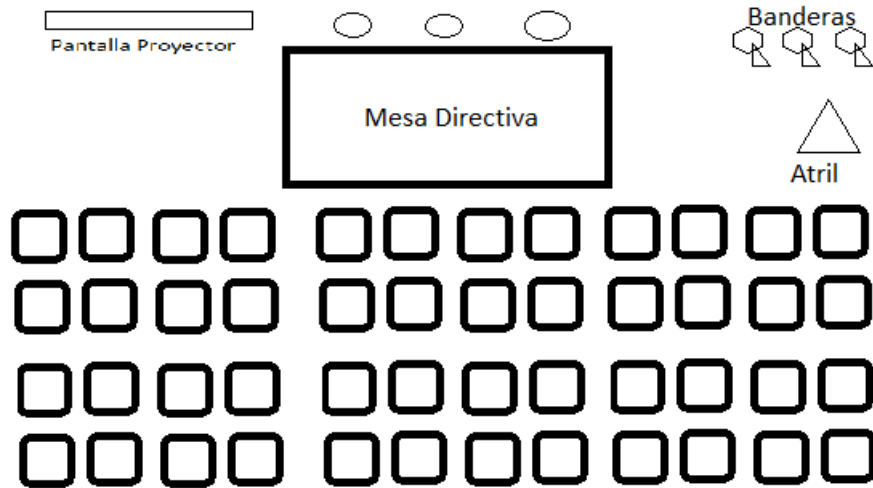 Pantalla Proyector
Banderas
Mesa Directiva
Atril